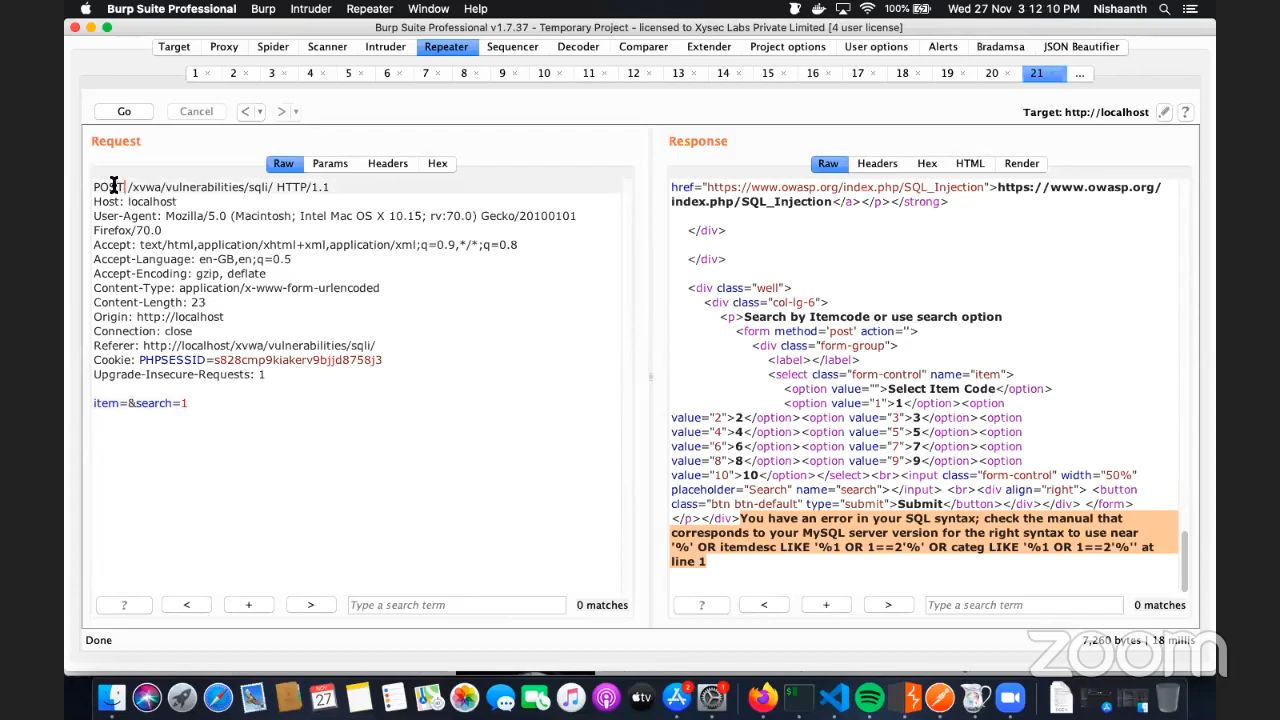 Burp Suite Professional Burp Intruder Repeater Window Help 100% Wed 27 Nov 3 12 10 PM Nishaanth
Burp Suite Professional v1.7.37 - Temporary Project - licensed to Xysec Labs Private Limited [4 user license]
Target Proxy Spider Scanner Intruder Repeater Sequencer Decoder Comparer Extender Project options User options Alerts Bradamsa JSON Beautifier
1 × 2 × 3 × 4 × 5 × 6 × 7 × 8 × 9 × 10 × 11 × 12 × 13 × 14 × 15 × 16 × 17 × 18 × 19 × 20 × 21 × ...
Go Cancel < > Target: http://localhost ?
Request
Raw Params Headers Hex
POST /xvwa/vulnerabilities/sqli/ HTTP/1.1
Host: localhost
User-Agent: Mozilla/5.0 (Macintosh; Intel Mac OS X 10.15; rv:70.0) Gecko/20100101
Firefox/70.0
Accept: text/html,application/xhtml+xml,application/xml;q=0.9,*/*;q=0.8
Accept-Language: en-GB,en;q=0.5
Accept-Encoding: gzip, deflate
Content-Type: application/x-www-form-urlencoded
Content-Length: 23
Origin: http://localhost
Connection: close
Referer: http://localhost/xvwa/vulnerabilities/sqli/
Cookie: PHPSESSID=s828cmp9kiakerv9bjjd8758j3
Upgrade-Insecure-Requests: 1
item=&search=1
? < + > Type a search term 0 matches
Response
Raw Headers Hex HTML Render
href="https://www.owasp.org/index.php/SQL_Injection">https://www.owasp.org/
index.php/SQL_Injection</a></p></strong>
</div>
</div>
<div class="well">
<div class="col-lg-6">
<p>Search by Itemcode or use search option
<form method='post' action=''>
<div class="form-group">
<label></label>
<select class="form-control" name="item">
<option value="">Select Item Code</option>
<option value="1">1</option><option
value="2">2</option><option value="3">3</option><option
value="4">4</option><option value="5">5</option><option
value="6">6</option><option value="7">7</option><option
value="8">8</option><option value="9">9</option><option
value="10">10</option></select><br><input class="form-control" width="50%"
placeholder="Search" name="search"></input> <br><div align="right"> <button
class="btn btn-default" type="submit">Submit</button></div></div> </form>
</p></div>You have an error in your SQL syntax; check the manual that
corresponds to your MySQL server version for the right syntax to use near
'%' OR itemdesc LIKE '%1 OR 1==2'%' OR categ LIKE '%1 OR 1==2'%'' at
line 1
? < + > Type a search term 0 matches
Done 7,260 bytes | 18 millis
zoom
NOV
27
tv
2
1